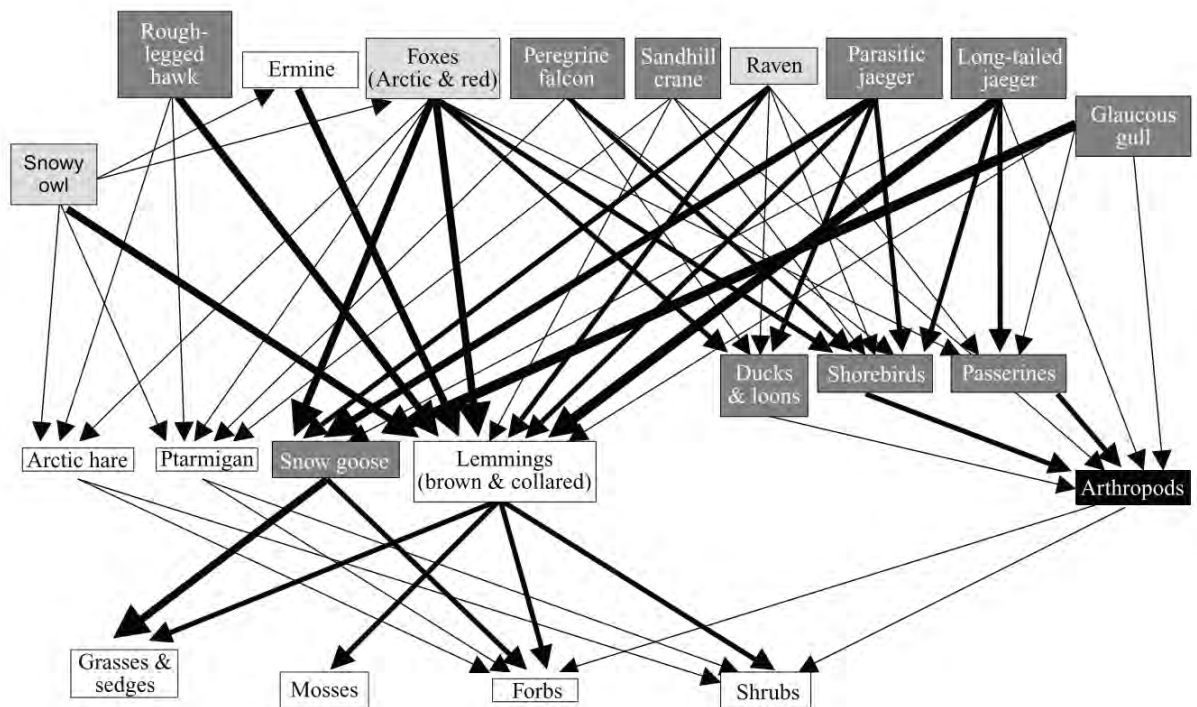 Rough-
legged
hawk
Ermine
Foxes
(Arctic & red)
Peregrine
falcon
Sandhill
crane
Raven
Parasitic
jaeger
Long-tailed
jaeger
Glaucous
gull
Snowy
owl
Ducks
& loons
Shorebirds
Passerines
Arctic hare
Ptarmigan
Snow goose
Lemmings
(brown & collared)
Arthropods
Grasses &
sedges
Mosses
Forbs
Shrubs